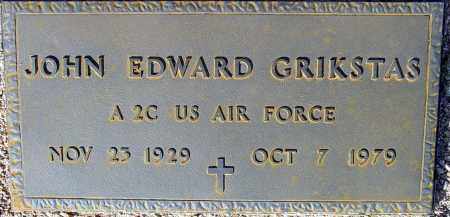 JOHN EDWARD GRIKSTAS
A 2C US AIR FORCE
NOV 23 1929 OCT 7 1979